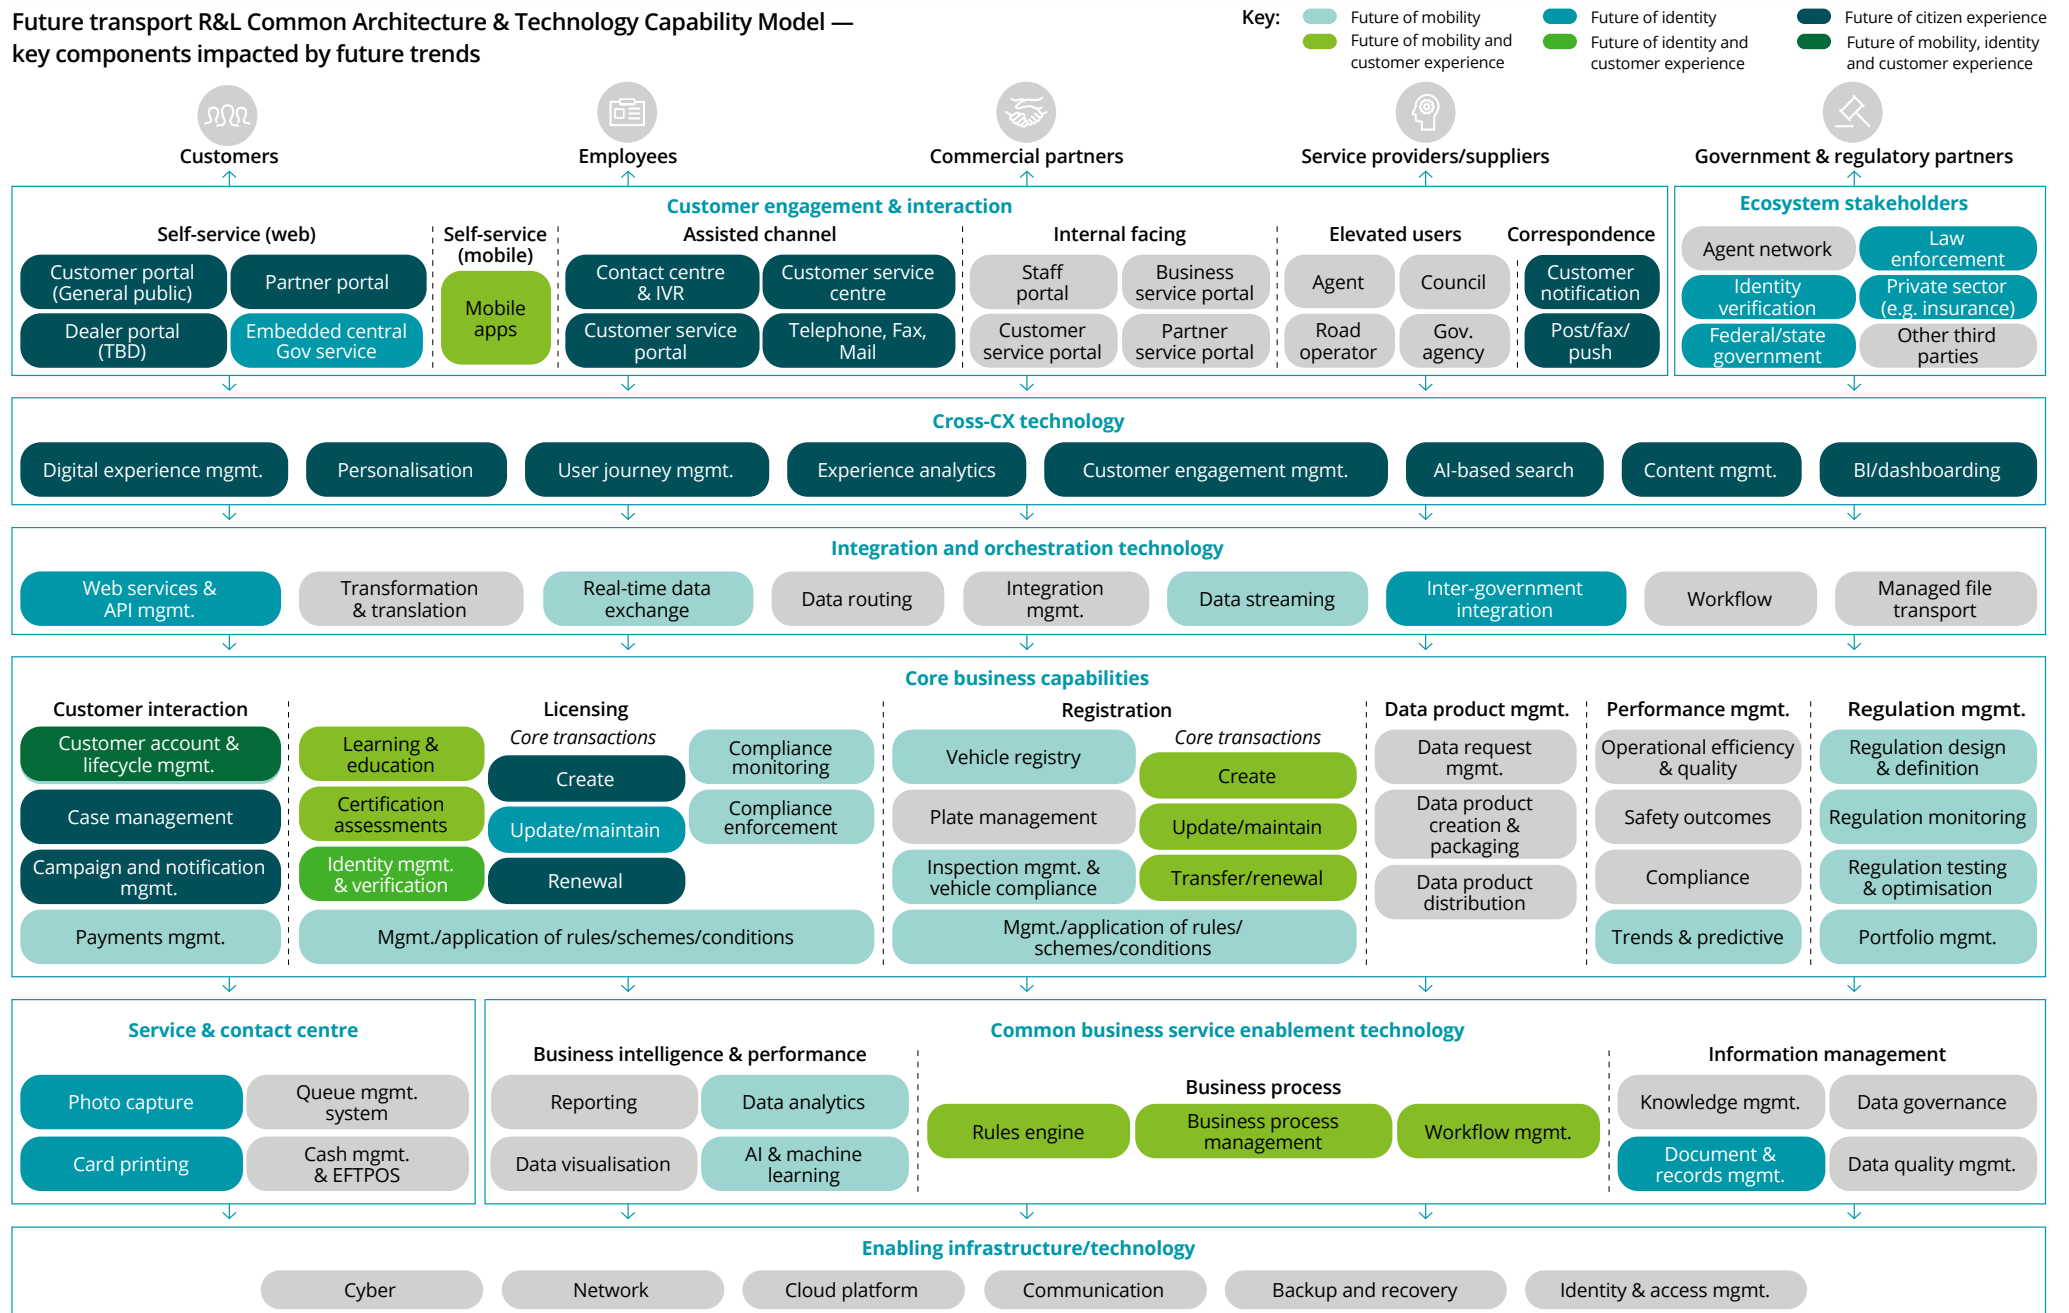 Future transport R&L Common Architecture & Technology Capability Model —
key components impacted by future trends
Key:
Future of mobility
Future of identity
Future of citizen experience
Future of mobility and
customer experience
Future of identity and
customer experience
Future of mobility, identity
and customer experience
Customers
Employees
Commercial partners
Service providers/suppliers
Government & regulatory partners
Customer engagement & interaction
Self-service (web)
Customer portal
(General public)
Partner portal
Dealer portal
(TBD)
Embedded central
Gov service
Self-service
(mobile)
Mobile
apps
Assisted channel
Contact centre
& IVR
Customer service
centre
Customer service
portal
Telephone, Fax,
Mail
Internal facing
Staff
portal
Business
service portal
Customer
service portal
Partner
service portal
Elevated users
Agent
Council
Road
operator
Gov.
agency
Correspondence
Customer
notification
Post/fax/
push
Ecosystem stakeholders
Agent network
Law
enforcement
Identity
verification
Private sector
(e.g. insurance)
Federal/state
government
Other third
parties
Cross-CX technology
Digital experience mgmt.
Personalisation
User journey mgmt.
Experience analytics
Customer engagement mgmt.
AI-based search
Content mgmt.
BI/dashboarding
Integration and orchestration technology
Web services &
API mgmt.
Transformation
& translation
Real-time data
exchange
Data routing
Integration
mgmt.
Data streaming
Inter-government
integration
Workflow
Managed file
transport
Core business capabilities
Customer interaction
Customer account &
lifecycle mgmt.
Case management
Campaign and notification
mgmt.
Payments mgmt.
Licensing
Learning &
education
Certification
assessments
Identity mgmt.
& verification
Core transactions
Create
Update/maintain
Renewal
Compliance
monitoring
Compliance
enforcement
Mgmt./application of rules/schemes/conditions
Registration
Vehicle registry
Plate management
Inspection mgmt. &
vehicle compliance
Core transactions
Create
Update/maintain
Transfer/renewal
Mgmt./application of rules/
schemes/conditions
Data product mgmt.
Data request
mgmt.
Data product
creation &
packaging
Data product
distribution
Performance mgmt.
Operational efficiency
& quality
Safety outcomes
Compliance
Trends & predictive
Regulation mgmt.
Regulation design
& definition
Regulation monitoring
Regulation testing
& optimisation
Portfolio mgmt.
Service & contact centre
Photo capture
Queue mgmt.
system
Card printing
Cash mgmt.
& EFTPOS
Common business service enablement technology
Business intelligence & performance
Reporting
Data analytics
Data visualisation
AI & machine
learning
Business process
Rules engine
Business process
management
Workflow mgmt.
Information management
Knowledge mgmt.
Data governance
Document &
records mgmt.
Data quality mgmt.
Enabling infrastructure/technology
Cyber
Network
Cloud platform
Communication
Backup and recovery
Identity & access mgmt.